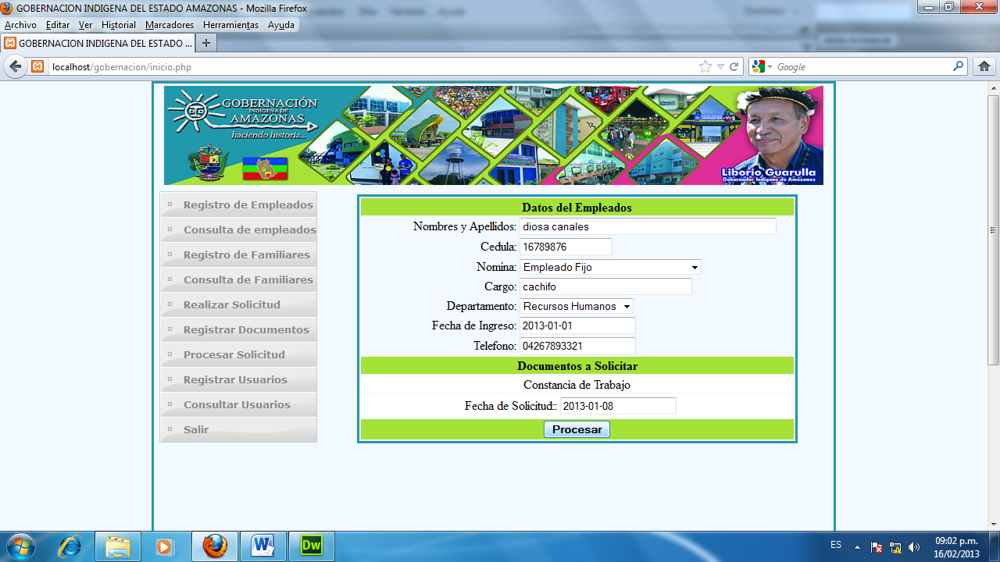 GOBERNACION INDIGENA DEL ESTADO AMAZONAS - Mozilla Firefox
Archivo Editar Ver Historial Marcadores Herramientas Ayuda
GOBERNACION INDIGENA DEL ESTADO ... +
localhost/gobernacion/inicio.php
Google
GOBERNACIÓN
INDIGENA DE
AMAZONAS
haciendo historia...
Liborio Guarulla
Gobernador Indígena de Amazonas
Registro de Empleados
Consulta de empleados
Registro de Familiares
Consulta de Familiares
Realizar Solicitud
Registrar Documentos
Procesar Solicitud
Registrar Usuarios
Consultar Usuarios
Salir
Datos del Empleados
Nombres y Apellidos: diosa canales
Cedula: 16789876
Nomina: Empleado Fijo
Cargo: cachifo
Departamento: Recursos Humanos
Fecha de Ingreso: 2013-01-01
Telefono: 04267893321
Documentos a Solicitar
Constancia de Trabajo
Fecha de Solicitud:: 2013-01-08
Procesar
W
Dw
ES
09:02 p.m.
16/02/2013